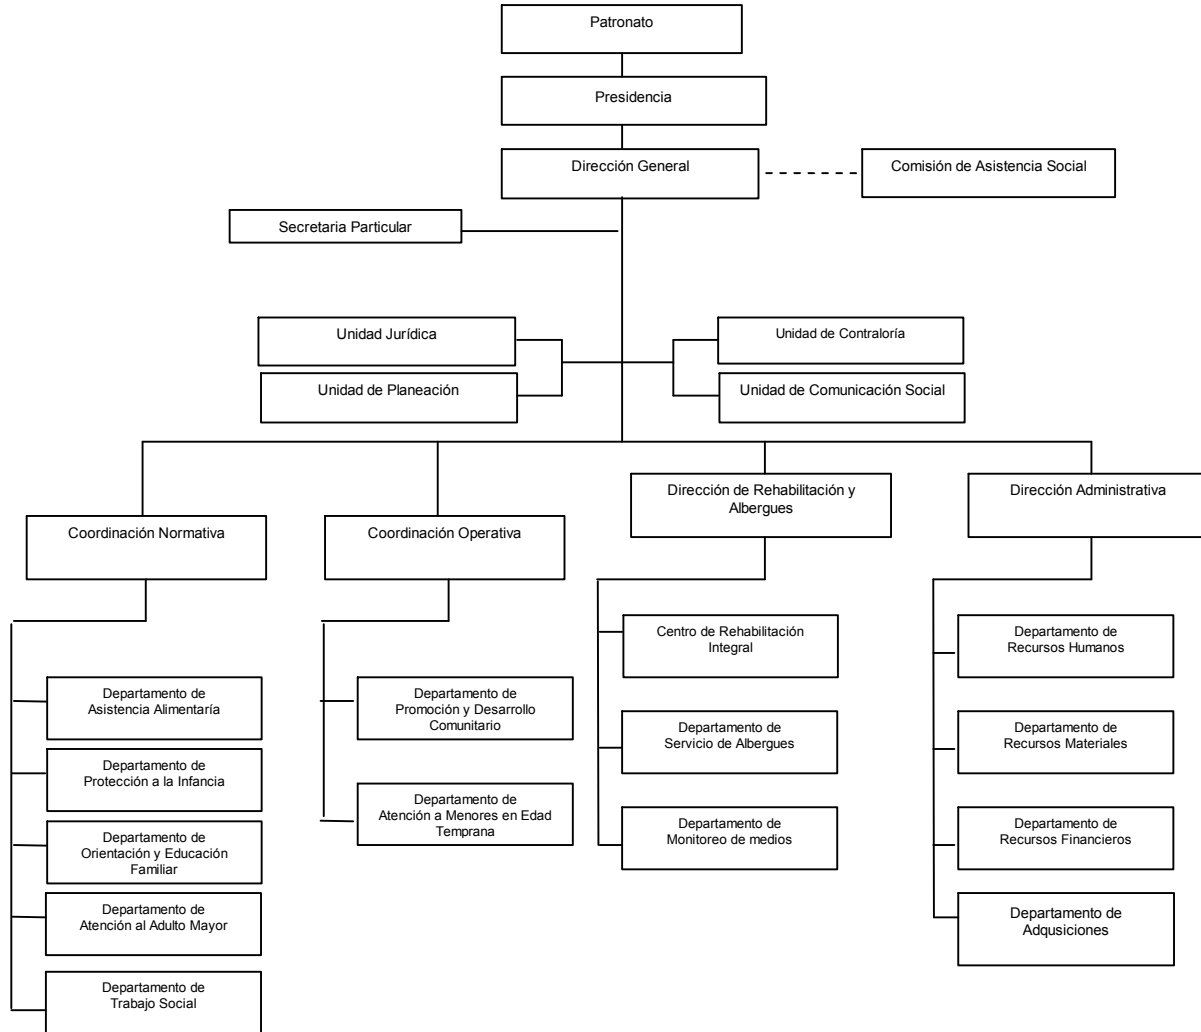 Patronato
Presidencia
Dirección General
Comisión de Asistencia Social
Secretaria Particular
Unidad Jurídica
Unidad de Contraloría
Unidad de Planeación
Unidad de Comunicación Social
Coordinación Normativa
Coordinación Operativa
Dirección de Rehabilitación y
Albergues
Dirección Administrativa
Departamento de
Asistencia Alimentaría
Departamento de
Protección a la Infancia
Departamento de
Orientación y Educación
Familiar
Departamento de
Atención al Adulto Mayor
Departamento de
Trabajo Social
Departamento de
Promoción y Desarrollo
Comunitario
Departamento de
Atención a Menores en Edad
Temprana
Centro de Rehabilitación
Integral
Departamento de
Servicio de Albergues
Departamento de
Monitoreo de medios
Departamento de
Recursos Humanos
Departamento de
Recursos Materiales
Departamento de
Recursos Financieros
Departamento de
Adqusiciones